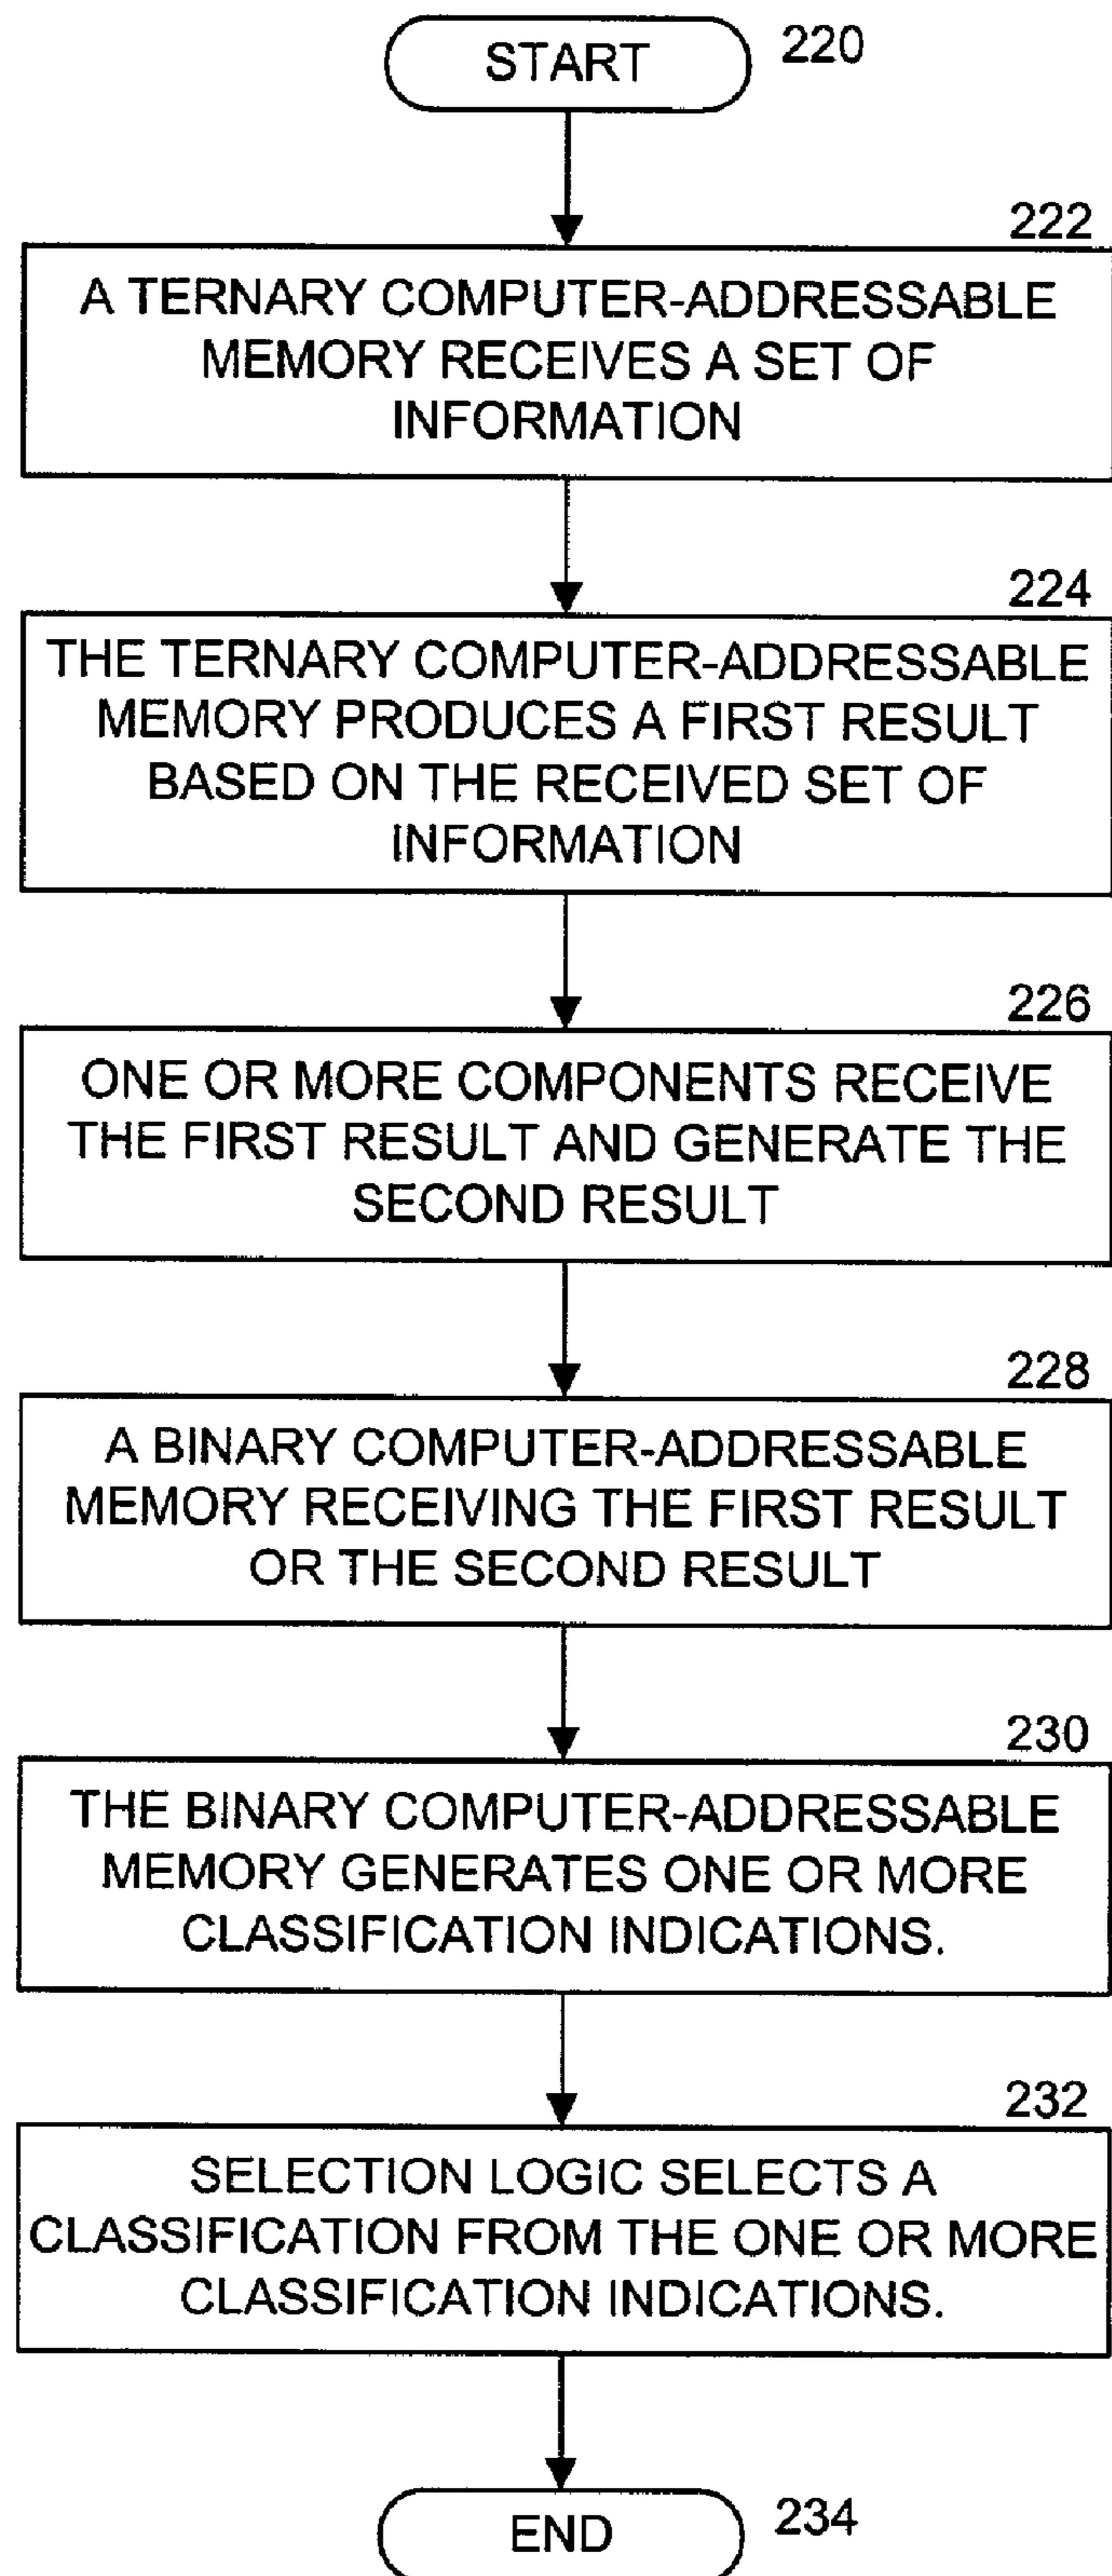 START 220
222
A TERNARY COMPUTER-ADDRESSABLE
MEMORY RECEIVES A SET OF
INFORMATION
224
THE TERNARY COMPUTER-ADDRESSABLE
MEMORY PRODUCES A FIRST RESULT
BASED ON THE RECEIVED SET OF
INFORMATION
226
ONE OR MORE COMPONENTS RECEIVE
THE FIRST RESULT AND GENERATE THE
SECOND RESULT
228
A BINARY COMPUTER-ADDRESSABLE
MEMORY RECEIVING THE FIRST RESULT
OR THE SECOND RESULT
230
THE BINARY COMPUTER-ADDRESSABLE
MEMORY GENERATES ONE OR MORE
CLASSIFICATION INDICATIONS.
232
SELECTION LOGIC SELECTS A
CLASSIFICATION FROM THE ONE OR MORE
CLASSIFICATION INDICATIONS.
END 234